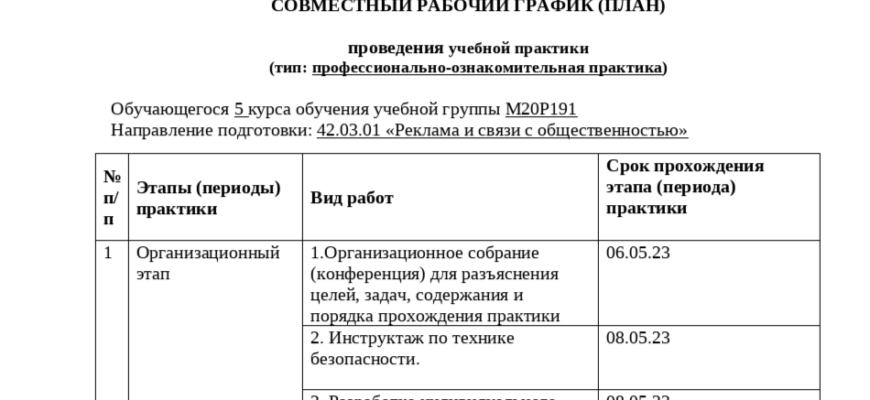 СОВМЕСТНЫЙ РАБОЧИЙ ГРАФИК (ПЛАН)
проведения учебной практики
(тип: профессионально-ознакомительная практика)
Обучающегося 5 курса обучения учебной группы М20Р191
Направление подготовки: 42.03.01 «Реклама и связи с общественностью»
№ п/п
Этапы (периоды)
практики
Вид работ
Срок прохождения
этапа (периода)
практики
1
Организационный
этап
1.Организационное собрание
(конференция) для разъяснения
целей, задач, содержания и
порядка прохождения практики
06.05.23
2. Инструктаж по технике
безопасности.
08.05.23